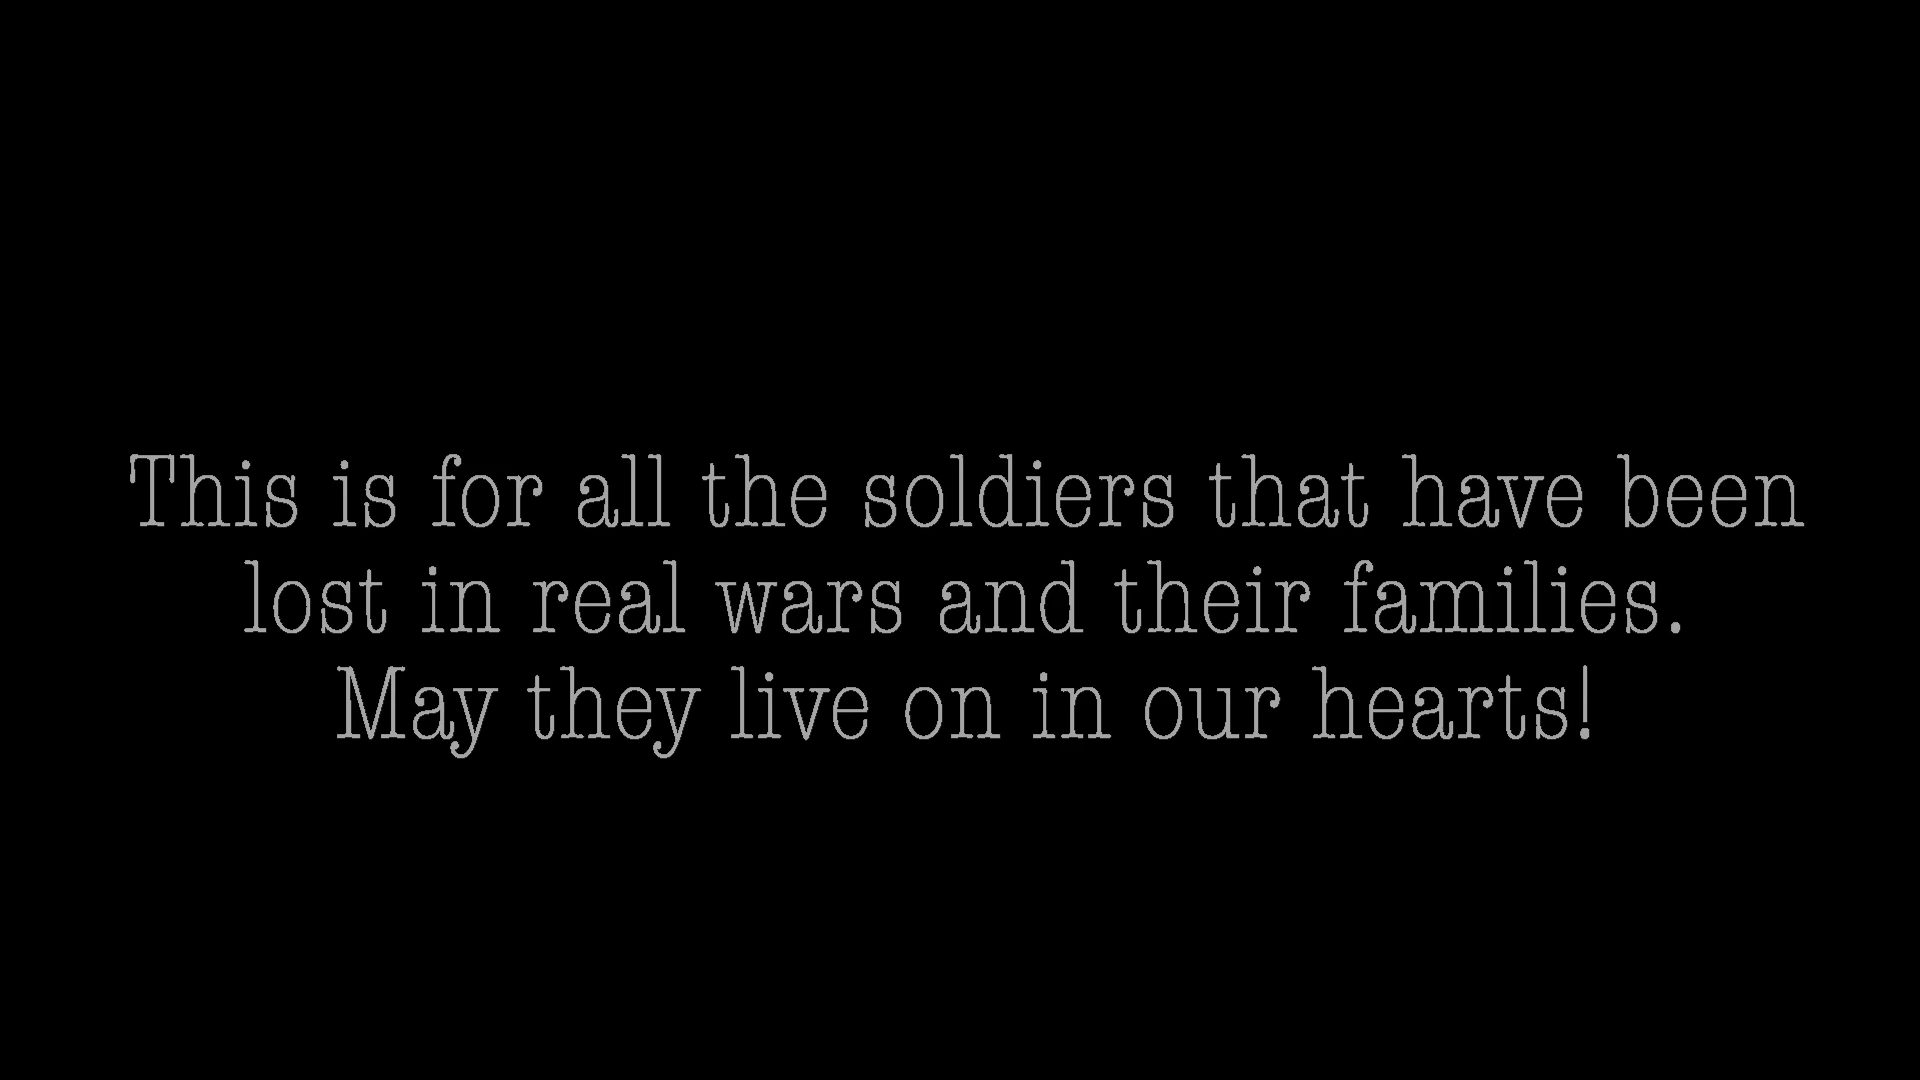 This is for all the soldiers that have been
lost in real wars and their families.
May they live on in our hearts!